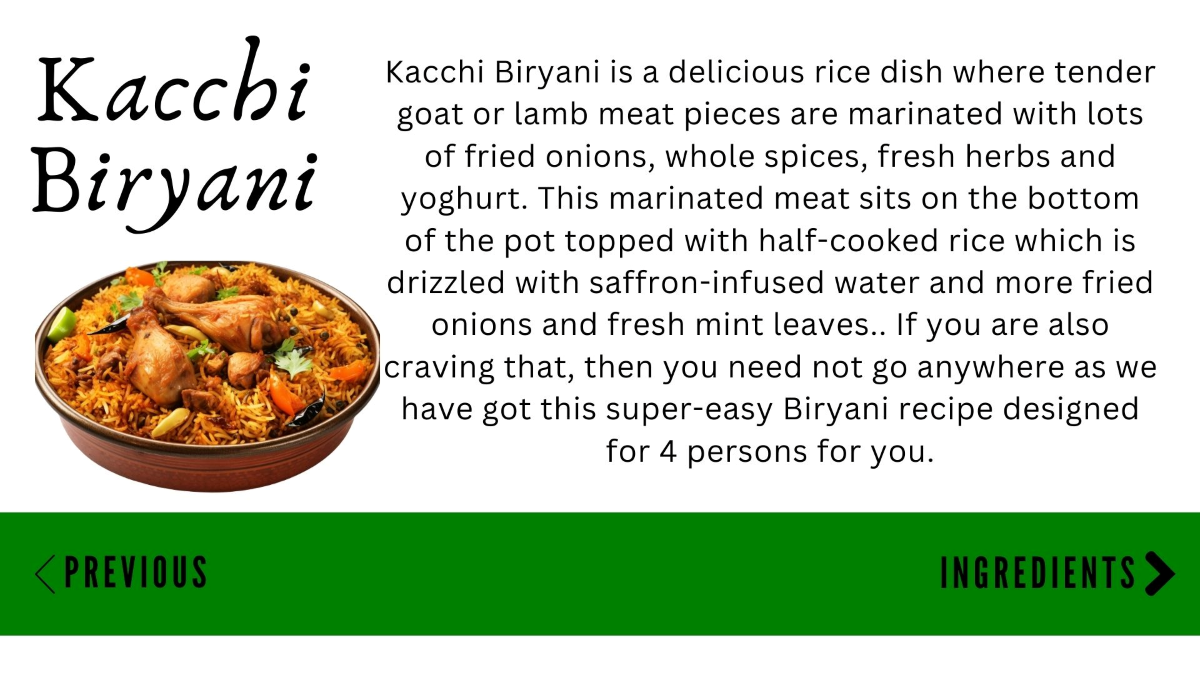 Kacchi
Biryani
Kacchi Biryani is a delicious rice dish where tender
goat or lamb meat pieces are marinated with lots
of fried onions, whole spices, fresh herbs and
yoghurt. This marinated meat sits on the bottom
of the pot topped with half-cooked rice which is
drizzled with saffron-infused water and more fried
onions and fresh mint leaves.. If you are also
craving that, then you need not go anywhere as we
have got this super-easy Biryani recipe designed
for 4 persons for you.
PREVIOUS
INGREDIENTS